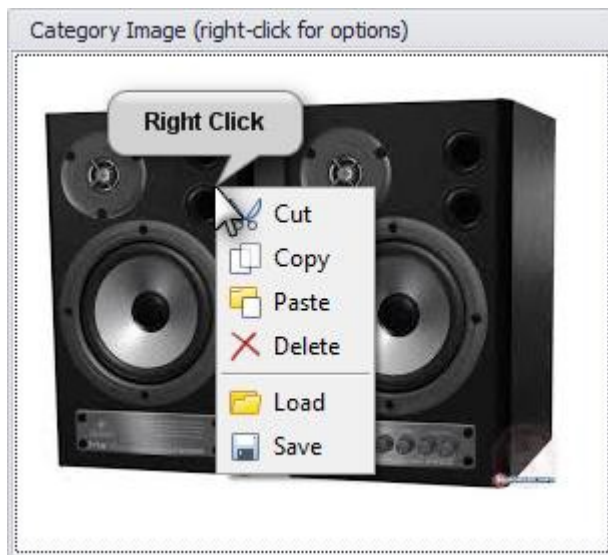 Category Image (right-click for options)
Right Click
Cut
Copy
Paste
Delete
Load
Save